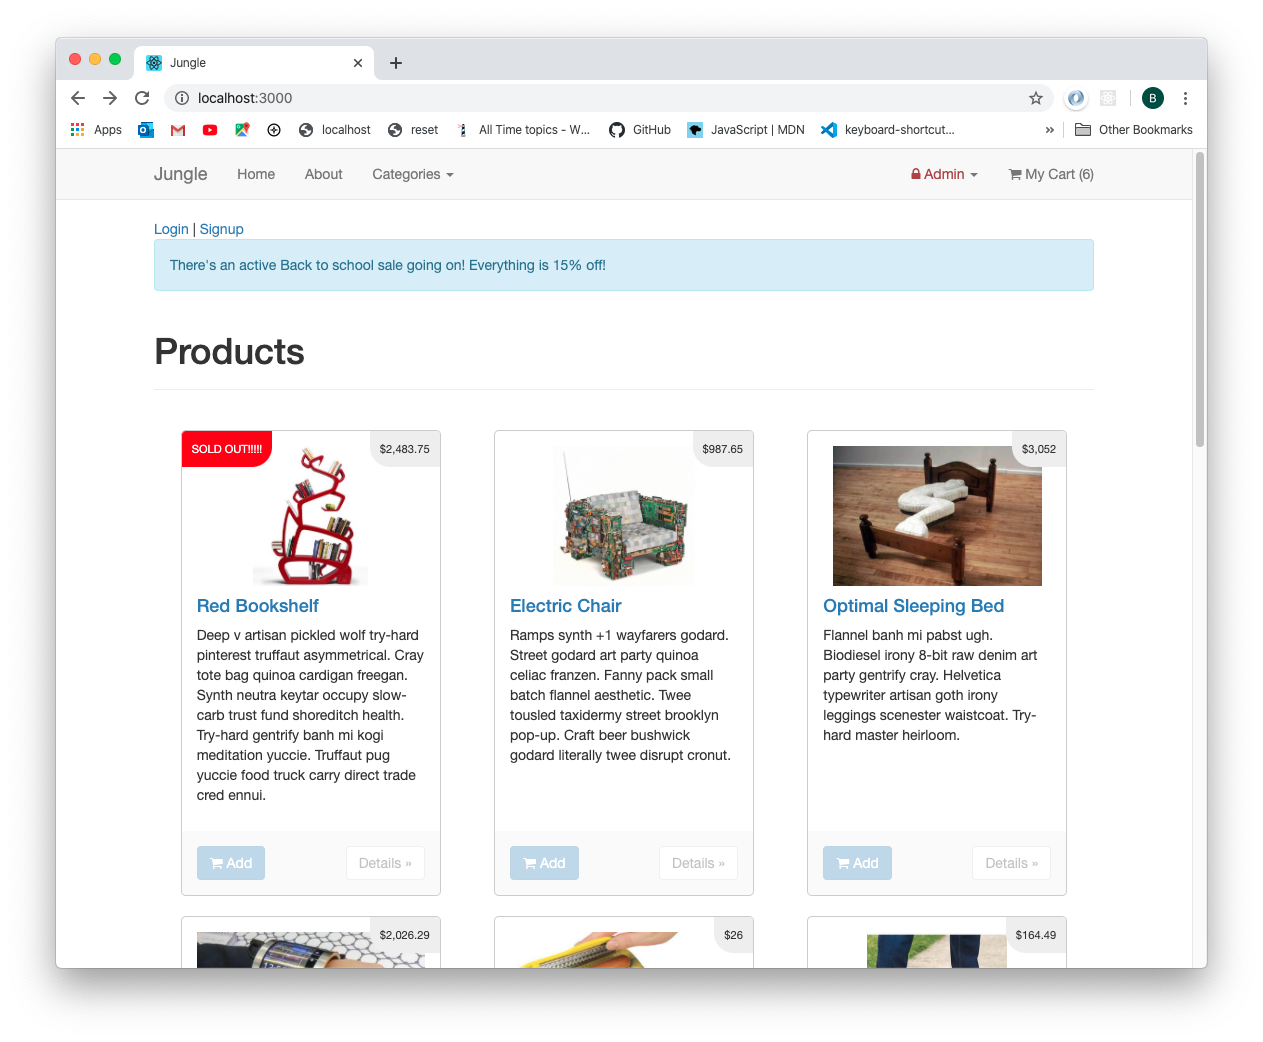 Jungle
localhost:3000
B
Apps
localhost
reset
All Time topics - W...
GitHub
JavaScript | MDN
keyboard-shortcut...
»
Other Bookmarks
Jungle
Home
About
Categories
Admin
My Cart (6)
Login | Signup
There's an active Back to school sale going on! Everything is 15% off!
Products
SOLD OUT!!!!!
$2,483.75
Red Bookshelf
Deep v artisan pickled wolf try-hard
pinterest truffaut asymmetrical. Cray
tote bag quinoa cardigan freegan.
Synth neutra keytar occupy slow-
carb trust fund shoreditch health.
Try-hard gentrify banh mi kogi
meditation yuccie. Truffaut pug
yuccie food truck carry direct trade
cred ennui.
Add
Details »
$987.65
Electric Chair
Ramps synth +1 wayfarers godard.
Street godard art party quinoa
celiac franzen. Fanny pack small
batch flannel aesthetic. Twee
tousled taxidermy street brooklyn
pop-up. Craft beer bushwick
godard literally twee disrupt cronut.
Add
Details »
$3,052
Optimal Sleeping Bed
Flannel banh mi pabst ugh.
Biodiesel irony 8-bit raw denim art
party gentrify cray. Helvetica
typewriter artisan goth irony
leggings scenester waistcoat. Try-
hard master heirloom.
Add
Details »
$2,026.29
$26
$164.49